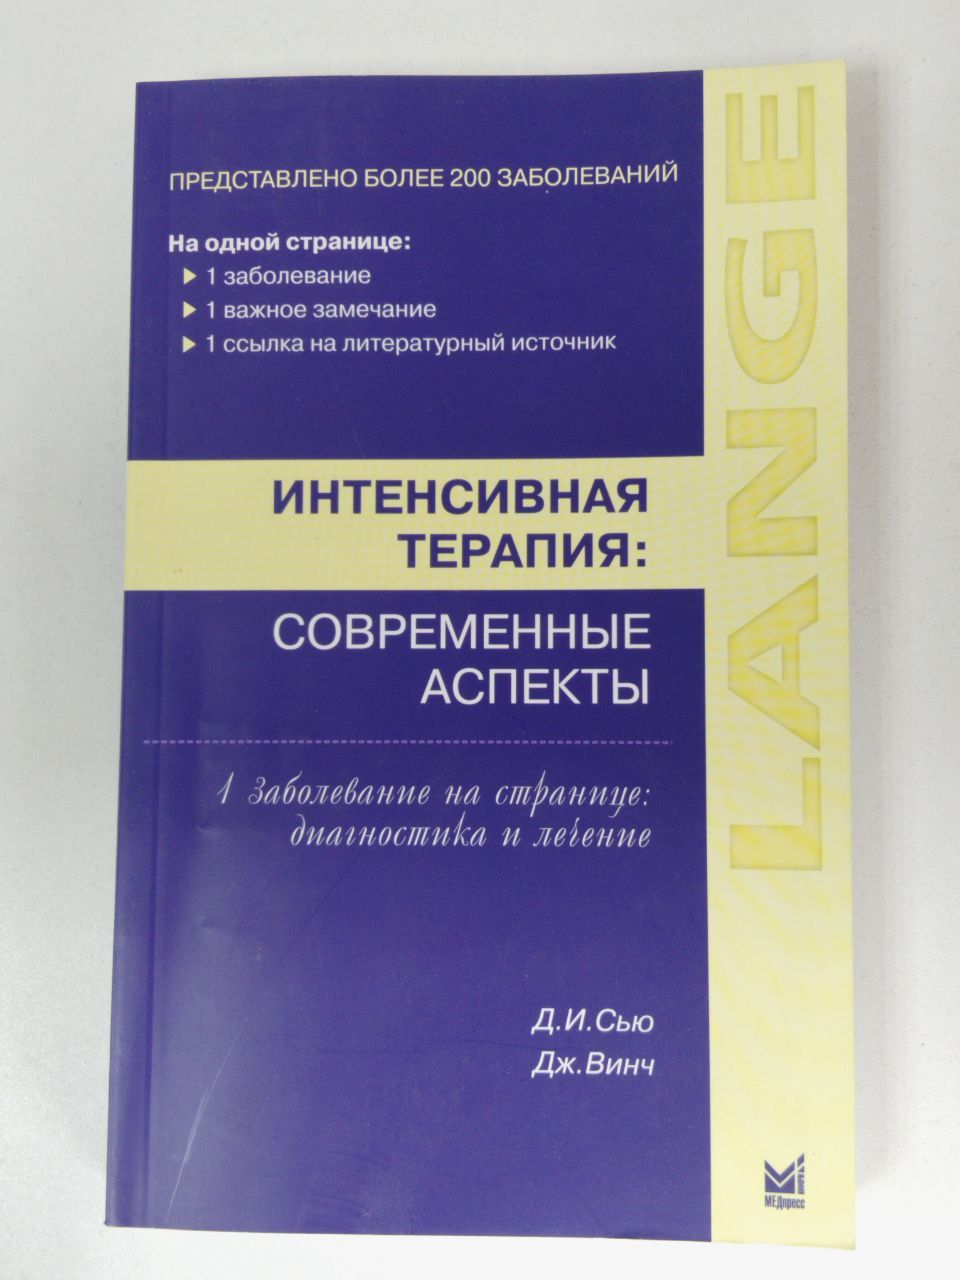 ПРЕДСТАВЛЕНО БОЛЕЕ 200 ЗАБОЛЕВАНИЙ
На одной странице:
1 заболевание
1 важное замечание
1 ссылка на литературный источник
ИНТЕНСИВНАЯ
ТЕРАПИЯ:
СОВРЕМЕННЫЕ
АСПЕКТЫ
1 заболевание на странице:
диагностика и лечение
Д.И.Сью
Дж.Винч
LANGE
МЕДпресс